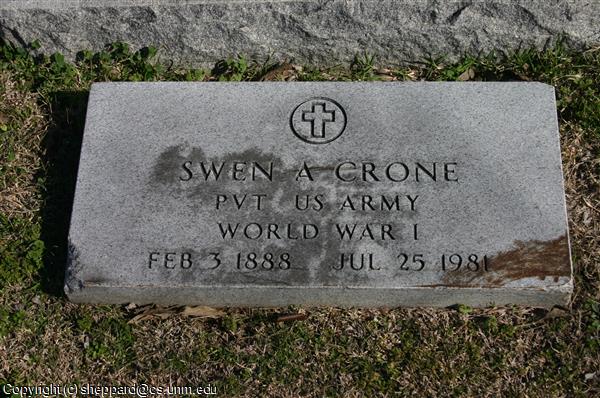 SWEN A CRONE
PVT US ARMY
WORLD WAR I
FEB 3 1888 JUL 25 1981
Copyright (c) sheppard@cs.unm.edu